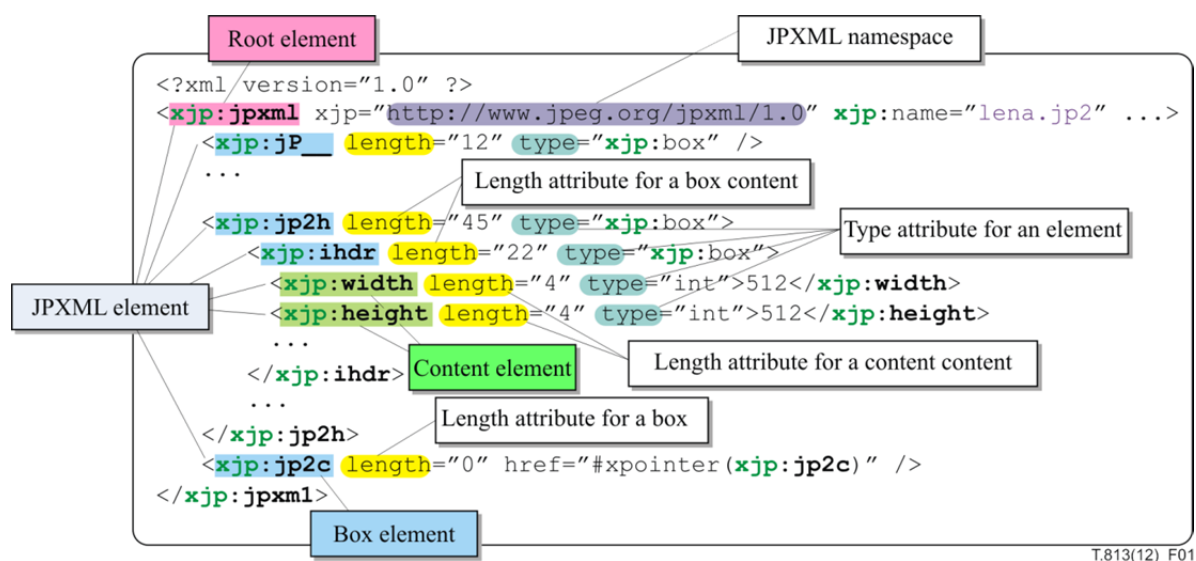 Root element
JPXML namespace
<?xml version=”1.0” ?>
<xjp:jpxml xjp=”http://www.jpeg.org/jpxml/1.0” xjp:name=”lena.jp2” ...>
<xjp:jP__ length=”12” type=”xjp:box” />
...
Length attribute for a box content
<xjp:jp2h length=”45” type=”xjp:box”>
Type attribute for an element
<xjp:ihdr length=”22” type=”xjp:box”>
<xjp:width length=”4” type=”int”>512</xjp:width>
JPXML element
<xjp:height length=”4” type=”int”>512</xjp:height>
...
Length attribute for a content content
</xjp:ihdr>
Content element
...
Length attribute for a box
</xjp:jp2h>
<xjp:jp2c length=”0” href=”#xpointer(xjp:jp2c)” />
</xjp:jpxm1>
Box element
T.813(12)_F01